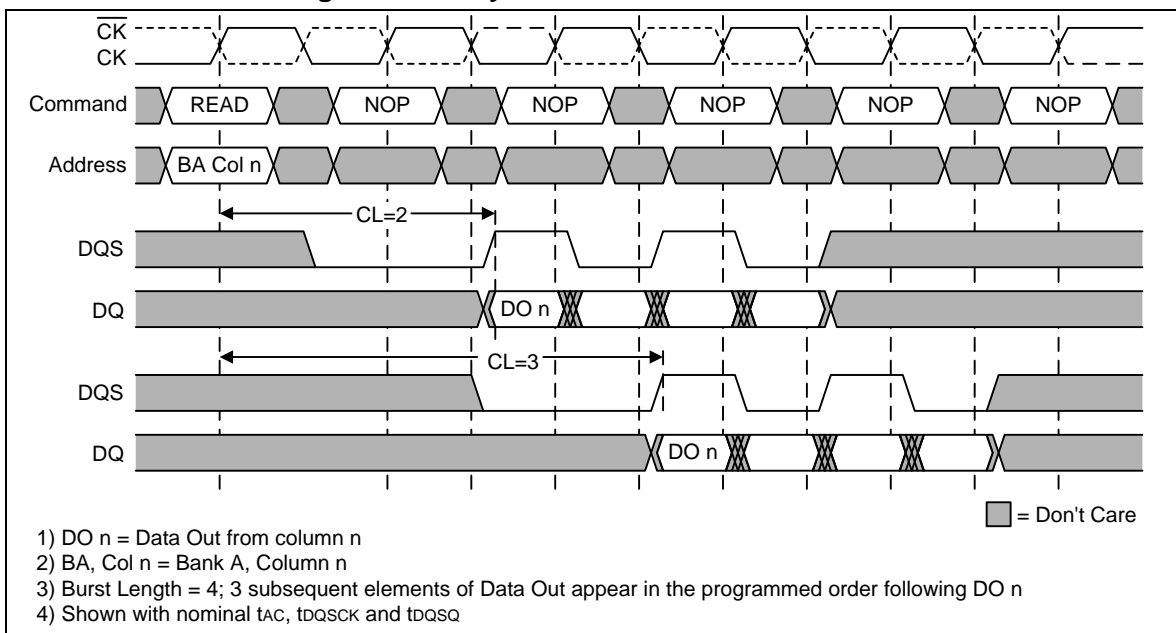 CK
CK
Command READ NOP NOP NOP NOP NOP
Address BA Col n
CL=2
DQS
DQ DO n
CL=3
DQS
DQ DO n
= Don't Care
1) DO n = Data Out from column n
2) BA, Col n = Bank A, Column n
3) Burst Length = 4; 3 subsequent elements of Data Out appear in the programmed order following DO n
4) Shown with nominal tAC, tDQSCK and tDQSQ